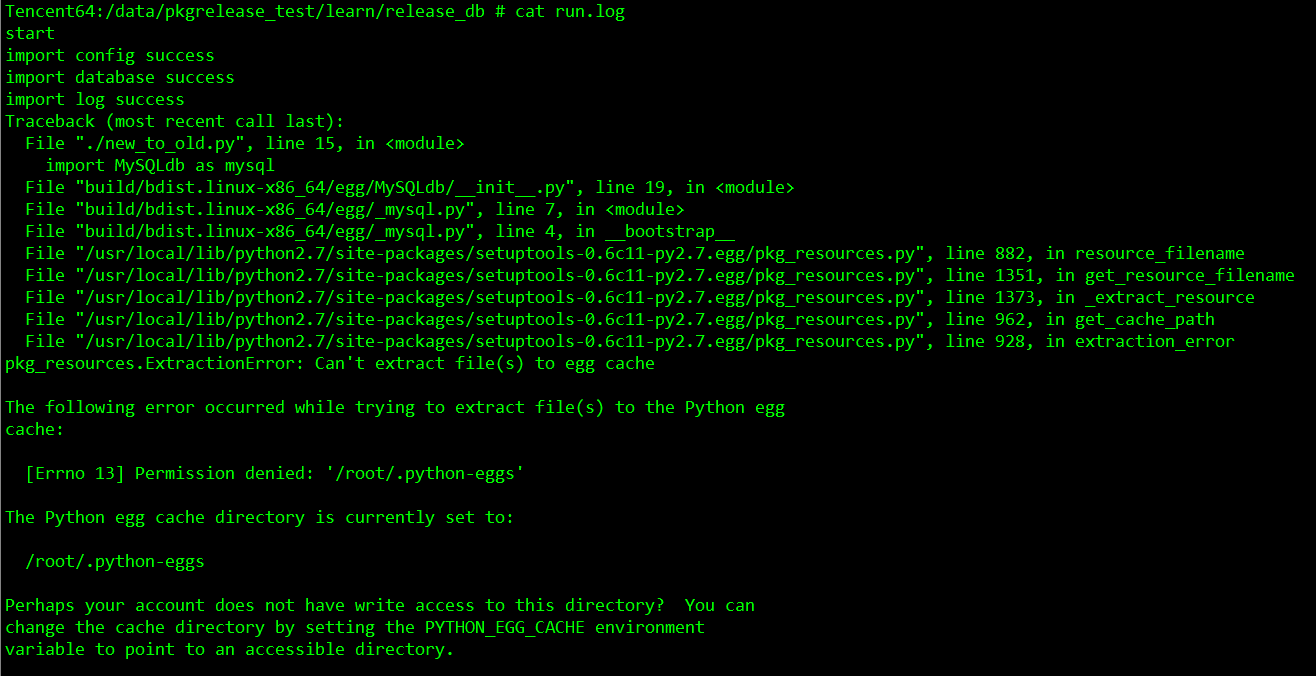 Tencent64:/data/pkgrelease_test/learn/release_db # cat run.log
start
import config success
import database success
import log success
Traceback (most recent call last):
  File "./new_to_old.py", line 15, in <module>
    import MySQLdb as mysql
  File "build/bdist.linux-x86_64/egg/MySQLdb/__init__.py", line 19, in <module>
  File "build/bdist.linux-x86_64/egg/_mysql.py", line 7, in <module>
  File "build/bdist.linux-x86_64/egg/_mysql.py", line 4, in __bootstrap__
  File "/usr/local/lib/python2.7/site-packages/setuptools-0.6c11-py2.7.egg/pkg_resources.py", line 882, in resource_filename
  File "/usr/local/lib/python2.7/site-packages/setuptools-0.6c11-py2.7.egg/pkg_resources.py", line 1351, in get_resource_filename
  File "/usr/local/lib/python2.7/site-packages/setuptools-0.6c11-py2.7.egg/pkg_resources.py", line 1373, in _extract_resource
  File "/usr/local/lib/python2.7/site-packages/setuptools-0.6c11-py2.7.egg/pkg_resources.py", line 962, in get_cache_path
  File "/usr/local/lib/python2.7/site-packages/setuptools-0.6c11-py2.7.egg/pkg_resources.py", line 928, in extraction_error
pkg_resources.ExtractionError: Can't extract file(s) to egg cache

The following error occurred while trying to extract file(s) to the Python egg
cache:

  [Errno 13] Permission denied: '/root/.python-eggs'

The Python egg cache directory is currently set to:

  /root/.python-eggs

Perhaps your account does not have write access to this directory?  You can
change the cache directory by setting the PYTHON_EGG_CACHE environment
variable to point to an accessible directory.